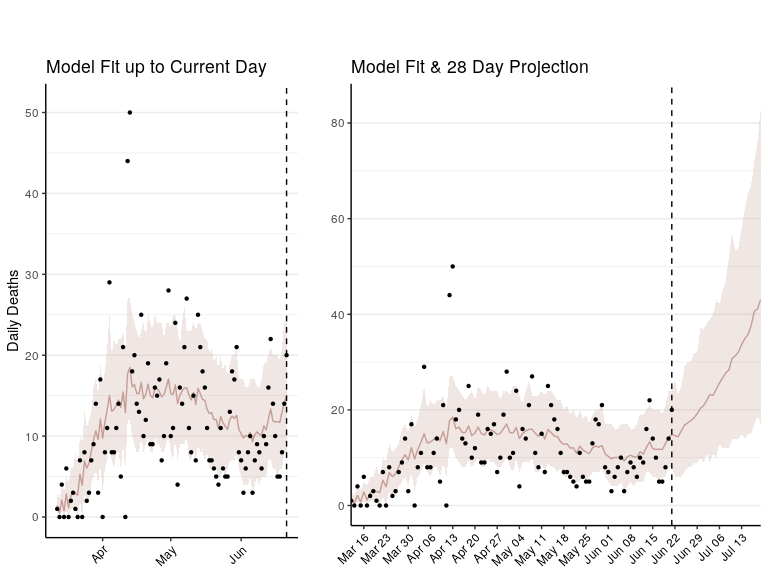 Model Fit up to Current Day
Model Fit & 28 Day Projection
Daily Deaths
50
40
30
20
10
0
Apr
May
Jun
80
60
40
20
0
Mar 16
Mar 23
Mar 30
Apr 06
Apr 13
Apr 20
Apr 27
May 04
May 11
May 18
May 25
Jun 01
Jun 08
Jun 15
Jun 22
Jun 29
Jul 06
Jul 13